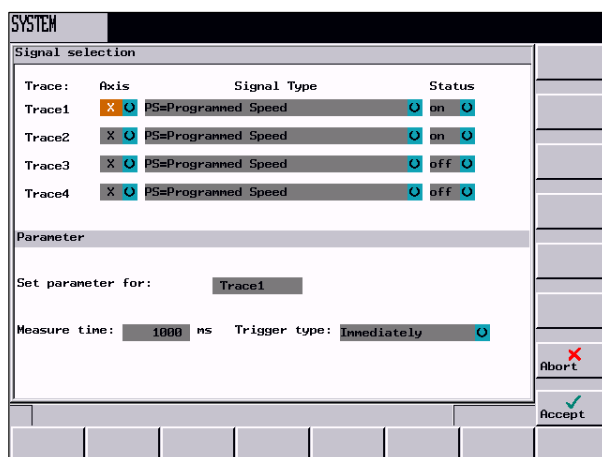 SYSTEM
Signal selection
Trace: Axis Signal Type Status
Trace1 X PS=Programmed Speed on
Trace2 X PS=Programmed Speed on
Trace3 X PS=Programmed Speed off
Trace4 X PS=Programmed Speed off
Parameter
Set parameter for: Trace1
Measure time: 1000 ms Trigger type: Immediately
Abort
Accept